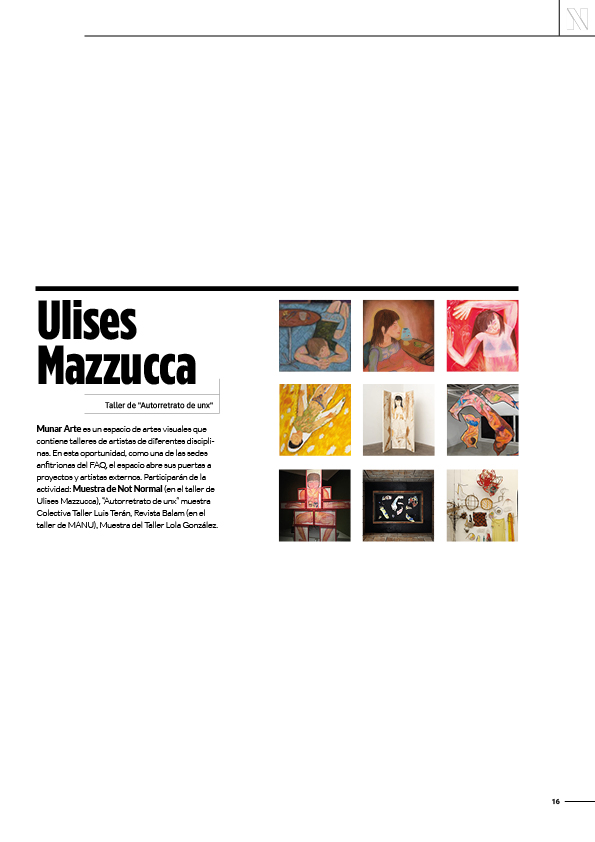 N
Ulises
Mazzucca
Taller de "Autorretrato de unx"
Munar Arte es un espacio de artes visuales que
contiene talleres de artistas de diferentes discipli-
nas. En esta oportunidad, como una de las sedes
anfitrionas del FAQ, el espacio abre sus puertas a
proyectos y artistas externos. Participarán de la
actividad: Muestra de Not Normal (en el taller de
Ulises Mazzucca), "Autorretrato de unx" muestra
Colectiva Taller Luis Terán, Revista Balam (en el
taller de MANU), Muestra del Taller Lola González.
16